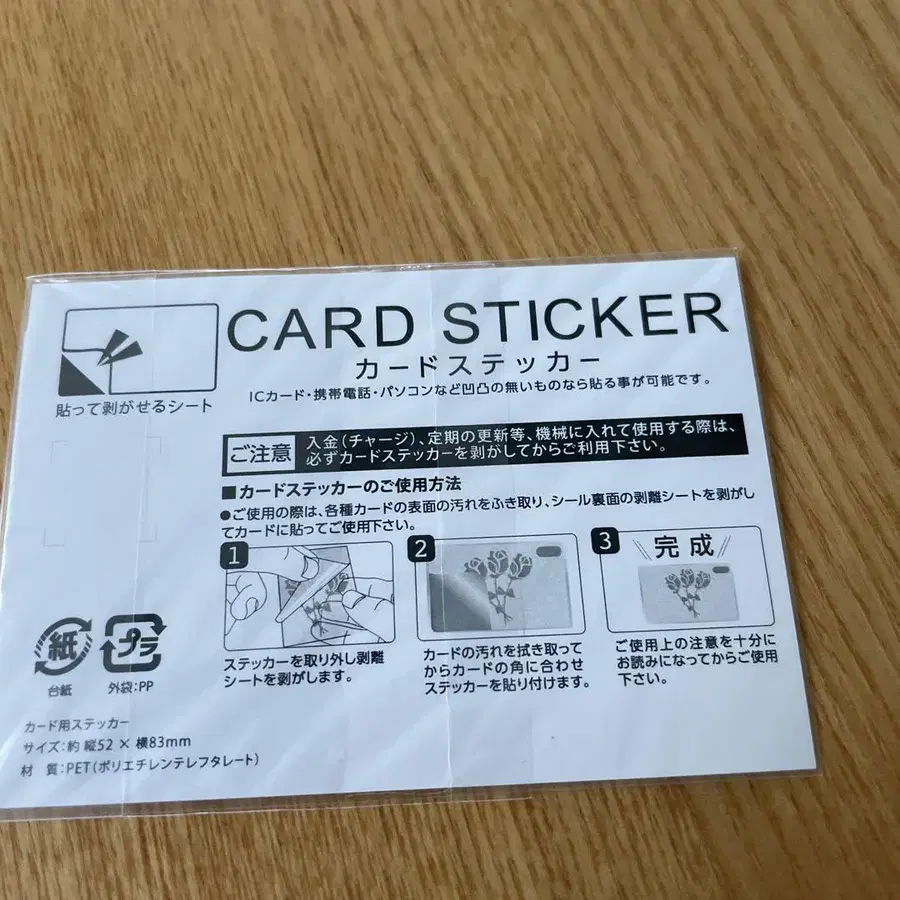 CARD STICKER
カードステッカー
ICカード・携帯電話・パソコンなど凹凸の無いものなら貼る事が可能です。
貼って剥がせるシート
ご注意
入金(チャージ)、定期の更新等、機械に入れて使用する際は、
必ずカードステッカーを剥がしてからご利用下さい。
■カードステッカーのご使用方法
●ご使用の際は、各種カードの表面の汚れをふき取り、シール裏面の剥離シートを剥がし
てカードに貼ってご使用下さい。
1
ステッカーを取り外し剥離
シートを剥がします。
2
カードの汚れを拭き取って
からカードの角に合わせ
ステッカーを貼り付けます。
3
完成
ご使用上の注意を十分に
お読みになってからご使用
下さい。
紙
台紙
プラ
外袋:PP
カード用ステッカー
サイズ:約 縦52 × 横83mm
材 質:PET(ポリエチレンテレフタレート)